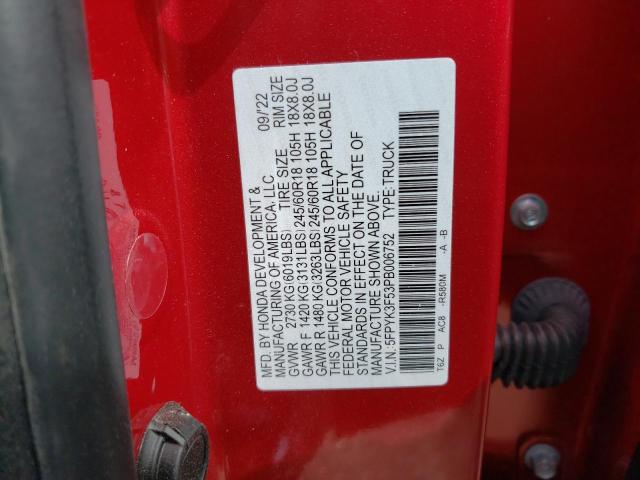 MFD. BY HONDA DEVELOPMENT & 09/'22
MANUFACTURING OF AMERICA, LLC
GVWR 2730 KG(6019LBS) TIRE SIZE RIM SIZE
GAWR F 1420 KG(3131LBS) 245/60R18 105H 18X8.0J
GAWR R 1480 KG(3263LBS) 245/60R18 105H 18X8.0J
THIS VEHICLE CONFORMS TO ALL APPLICABLE
FEDERAL MOTOR VEHICLE SAFETY
STANDARDS IN EFFECT ON THE DATE OF
MANUFACTURE SHOWN ABOVE.
V.I.N. 5FPYK3F53PB006752 TYPE:TRUCK
T6Z P AC8 -R580M -A -B